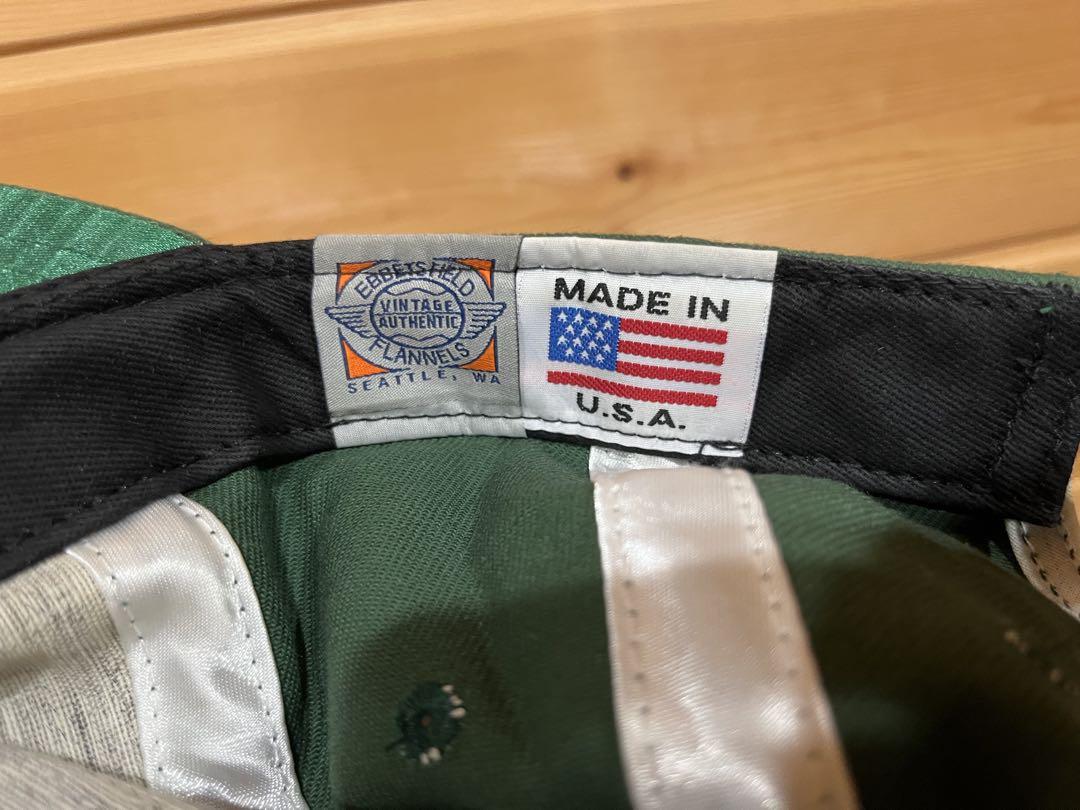 EBBETS FIELD
VINTAGE
AUTHENTIC
FLANNELS
SEATTLE, WA
MADE IN
U.S.A.